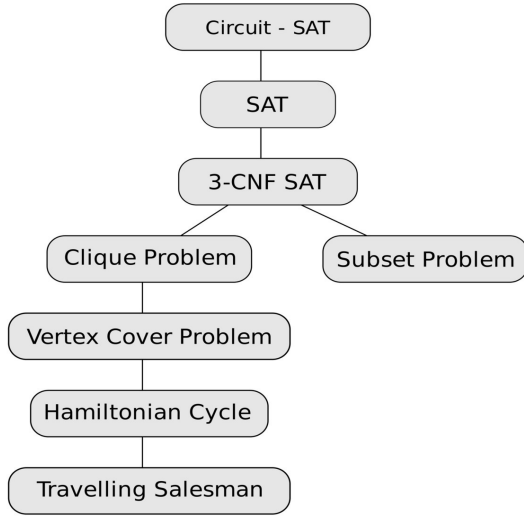 Circuit - SAT
SAT
3-CNF SAT
Clique Problem
Subset Problem
Vertex Cover Problem
Hamiltonian Cycle
Travelling Salesman